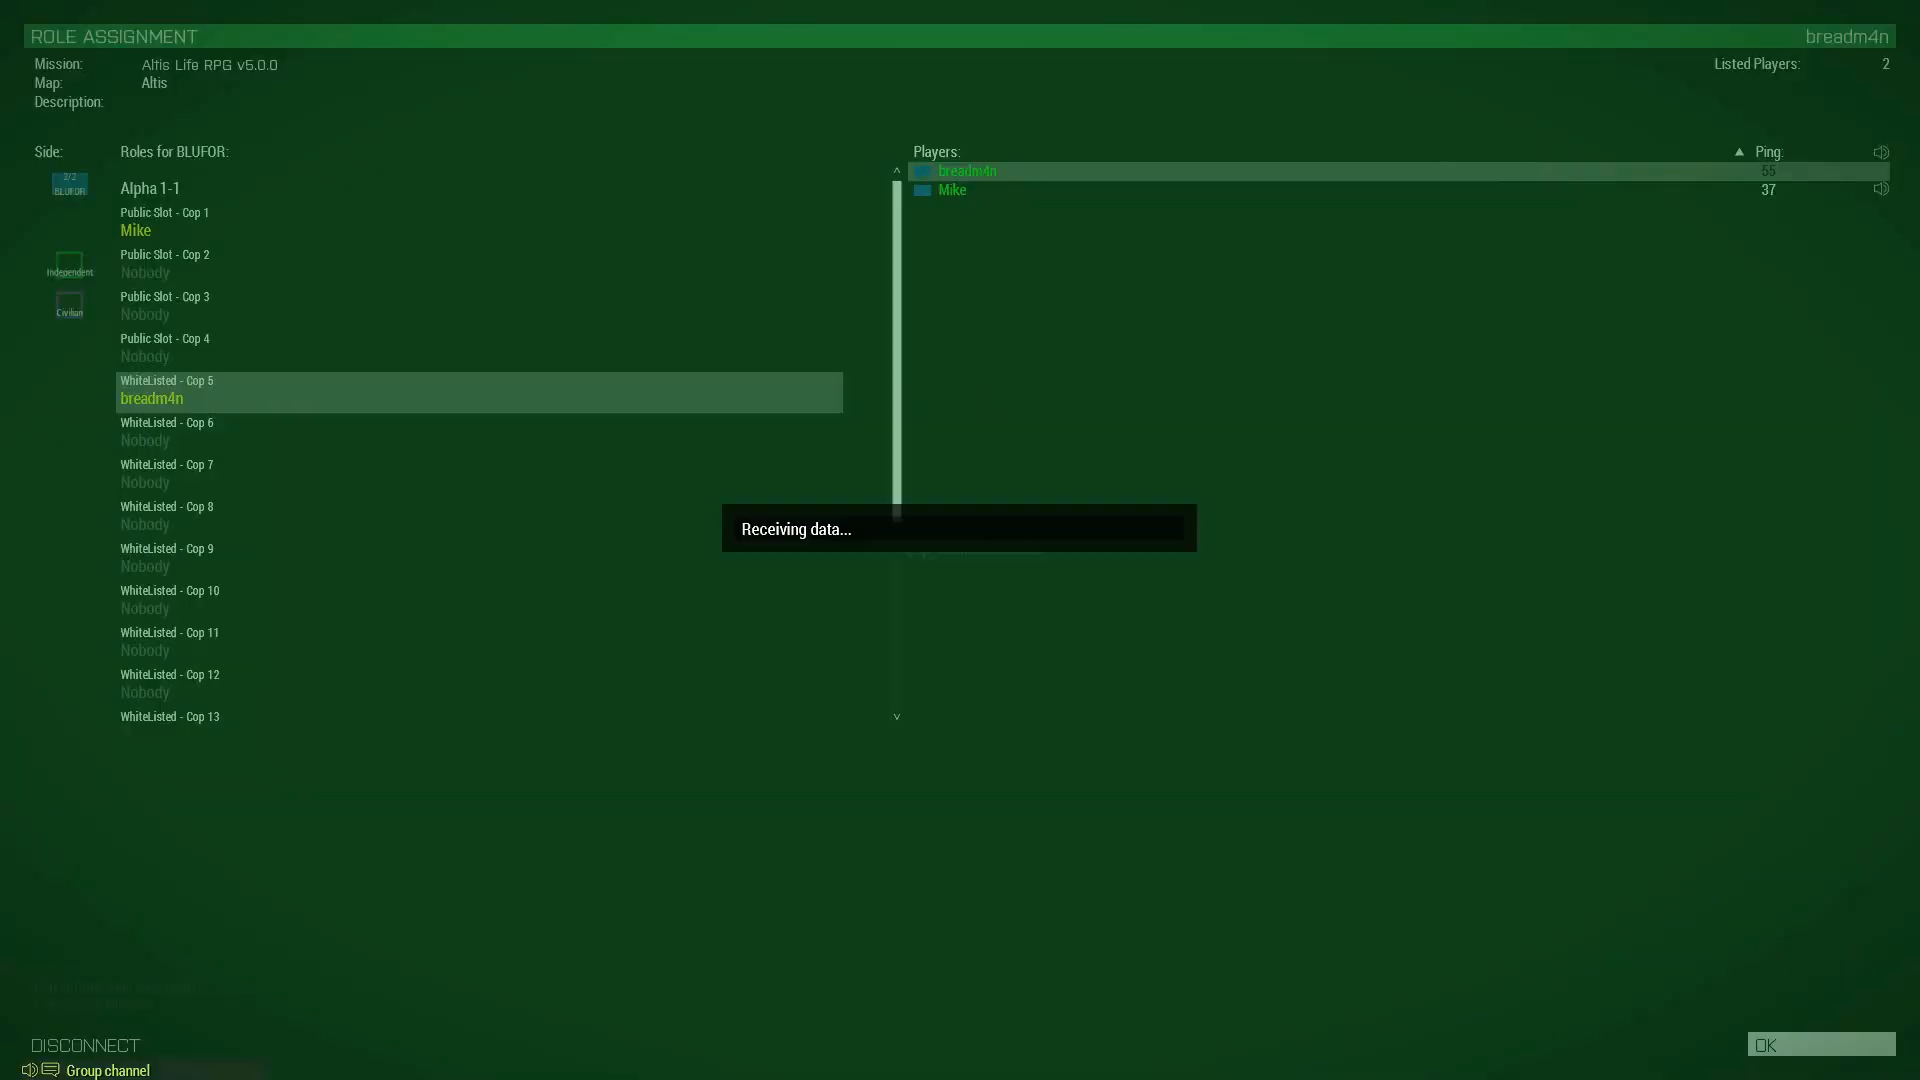 ROLE ASSIGNMENT
breadm4n
Mission:
Altis Life RPG v5.0.0
Listed Players:
2
Map:
Altis
Description:
Side:
Roles for BLUFOR:
Players:
▲ Ping:
2/2
BLUFOR
Independent
Civilian
Alpha 1-1
Public Slot - Cop 1
Mike
Public Slot - Cop 2
Nobody
Public Slot - Cop 3
Nobody
Public Slot - Cop 4
Nobody
WhiteListed - Cop 5
breadm4n
WhiteListed - Cop 6
Nobody
WhiteListed - Cop 7
Nobody
WhiteListed - Cop 8
Nobody
WhiteListed - Cop 9
Nobody
WhiteListed - Cop 10
Nobody
WhiteListed - Cop 11
Nobody
WhiteListed - Cop 12
Nobody
WhiteListed - Cop 13
breadm4n 55
Mike 37
Receiving data...
DISCONNECT
OK
Group channel